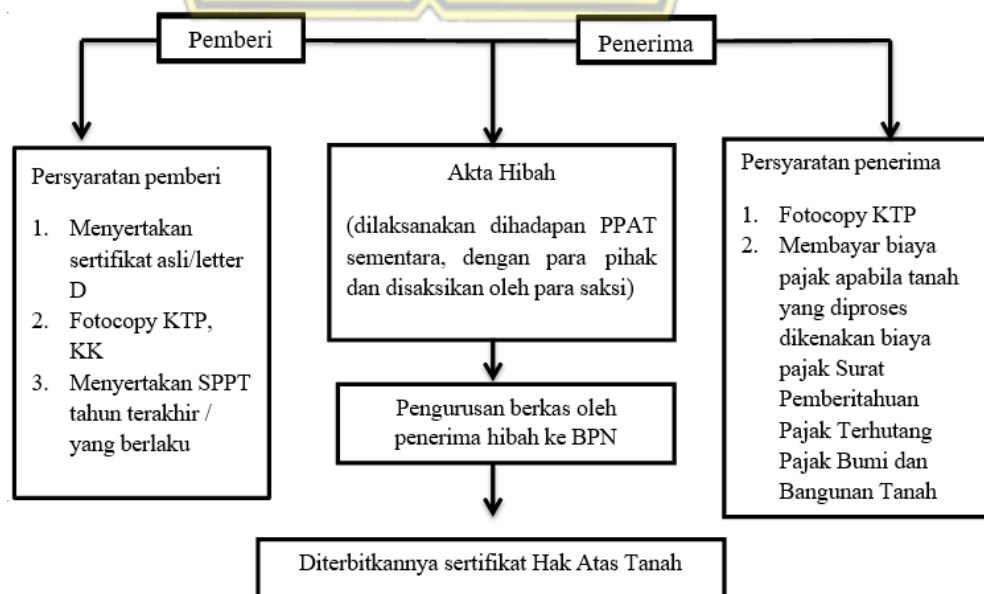 Pemberi
Penerima
Persyaratan pemberi
1. Menyertakan
sertifikat asli/letter
D
2. Fotocopy KTP,
KK
3. Menyertakan SPPT
tahun terakhir /
yang berlaku
Akta Hibah
(dilaksanakan dihadapan PPAT
sementara, dengan para pihak
dan disaksikan oleh para saksi)
Pengurusan berkas oleh
penerima hibah ke BPN
Diterbitkannya sertifikat Hak Atas Tanah
Persyaratan penerima
1. Fotocopy KTP
2. Membayar biaya
pajak apabila tanah
yang diproses
dikenakan biaya
pajak Surat
Pemberitahuan
Pajak Terhutang
Pajak Bumi dan
Bangunan Tanah